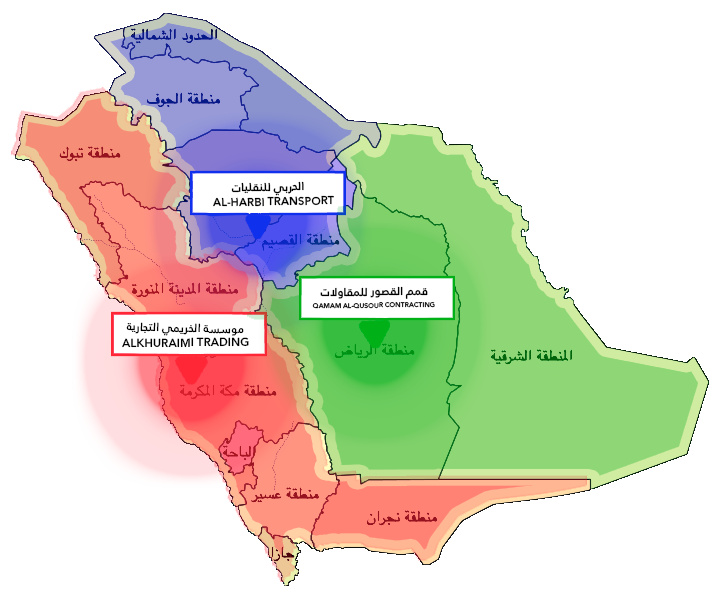 الحدود الشمالية
منطقة الجوف
منطقة تبوك
الحربي للنقليات
AL-HARBI TRANSPORT
منطقة القصيم
منطقة المدينة المنورة
قمم القصور للمقاولات
QAMAM AL-QUSOUR CONTRACTING
موسسة الخريمي التجارية
ALKHURAIMI TRADING
منطقة الرياض
المنطقة الشرقية
منطقة مكة المكرمة
الباحة
منطقة عسير
منطقة نجران
جازا